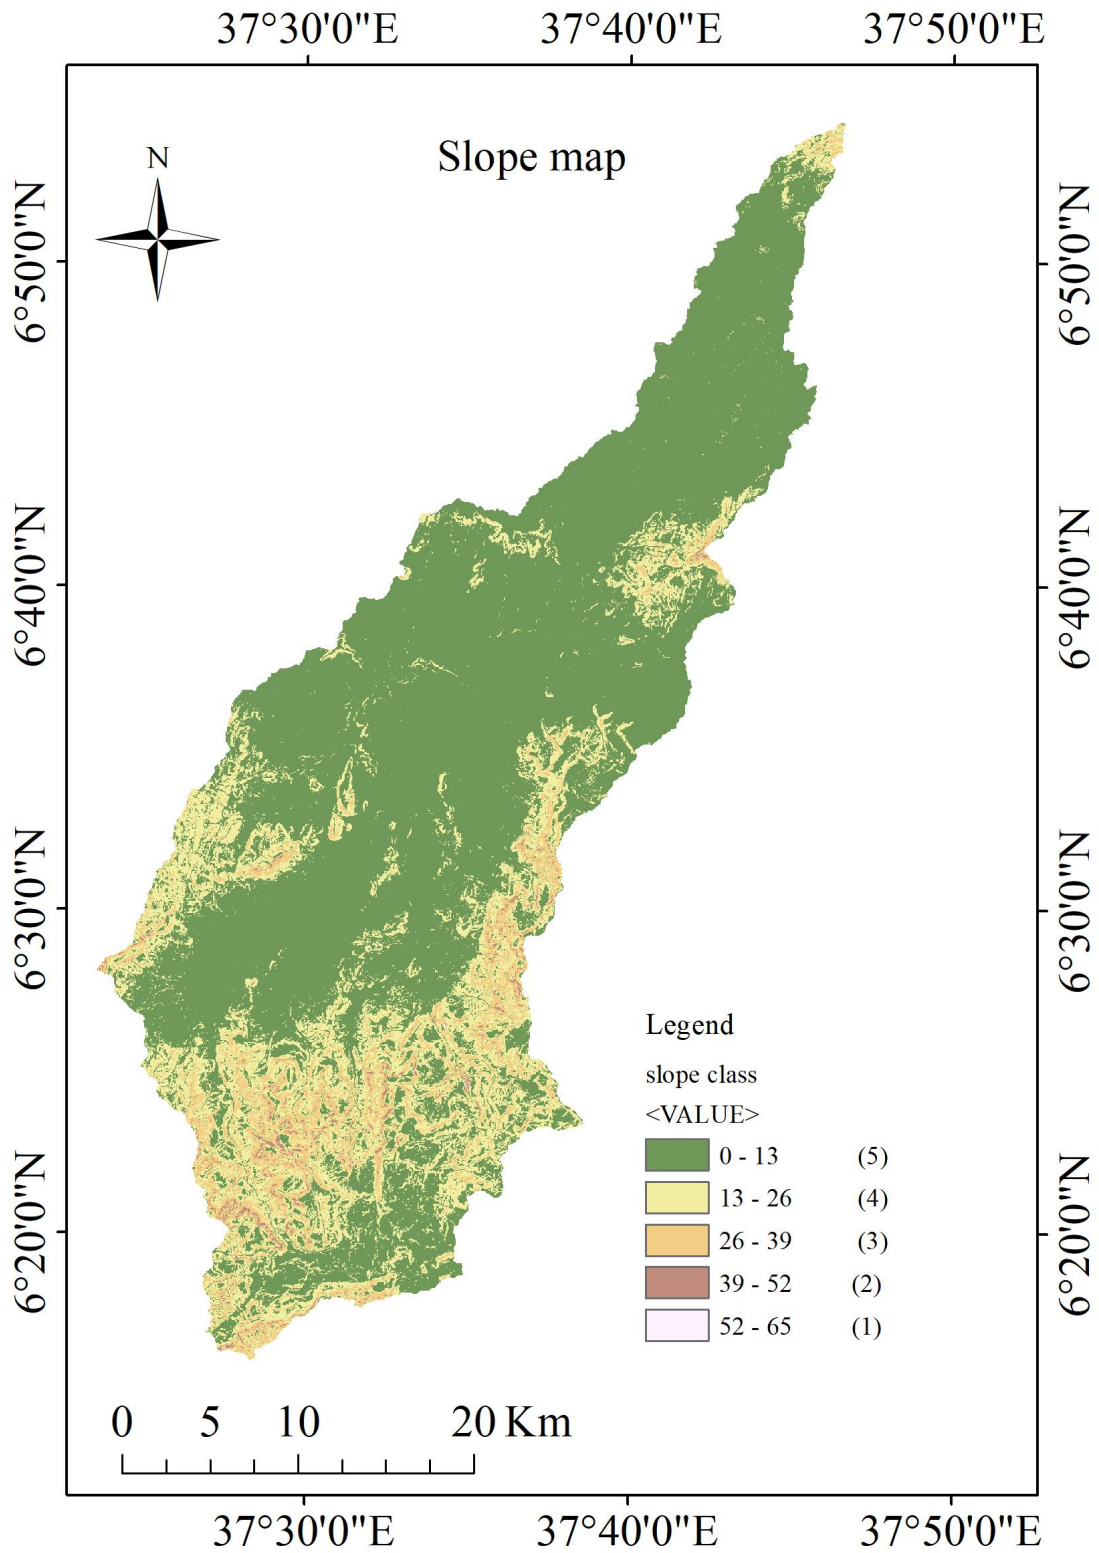 37°30'0"E 37°40'0"E 37°50'0"E
N
Slope map
6°50'0"N 6°50'0"N
6°40'0"N 6°40'0"N
6°30'0"N 6°30'0"N
6°20'0"N 6°20'0"N
Legend
slope class
<VALUE>
0 - 13 (5)
13 - 26 (4)
26 - 39 (3)
39 - 52 (2)
52 - 65 (1)
0 5 10 20 Km
37°30'0"E 37°40'0"E 37°50'0"E